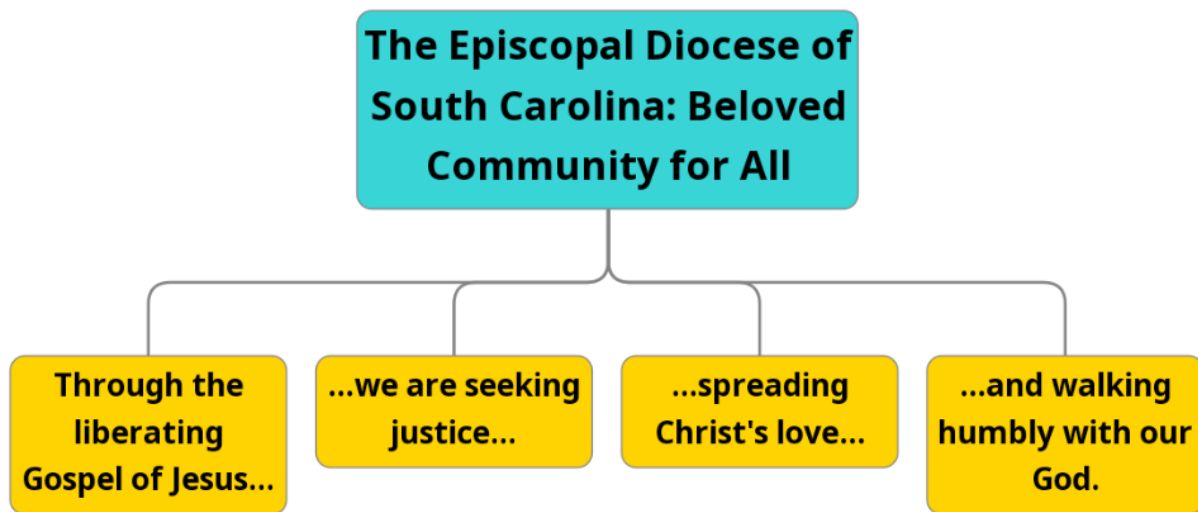 The Episcopal Diocese of
South Carolina: Beloved
Community for All
Through the
liberating
Gospel of Jesus...
...we are seeking
justice...
...spreading
Christ's love...
...and walking
humbly with our
God.